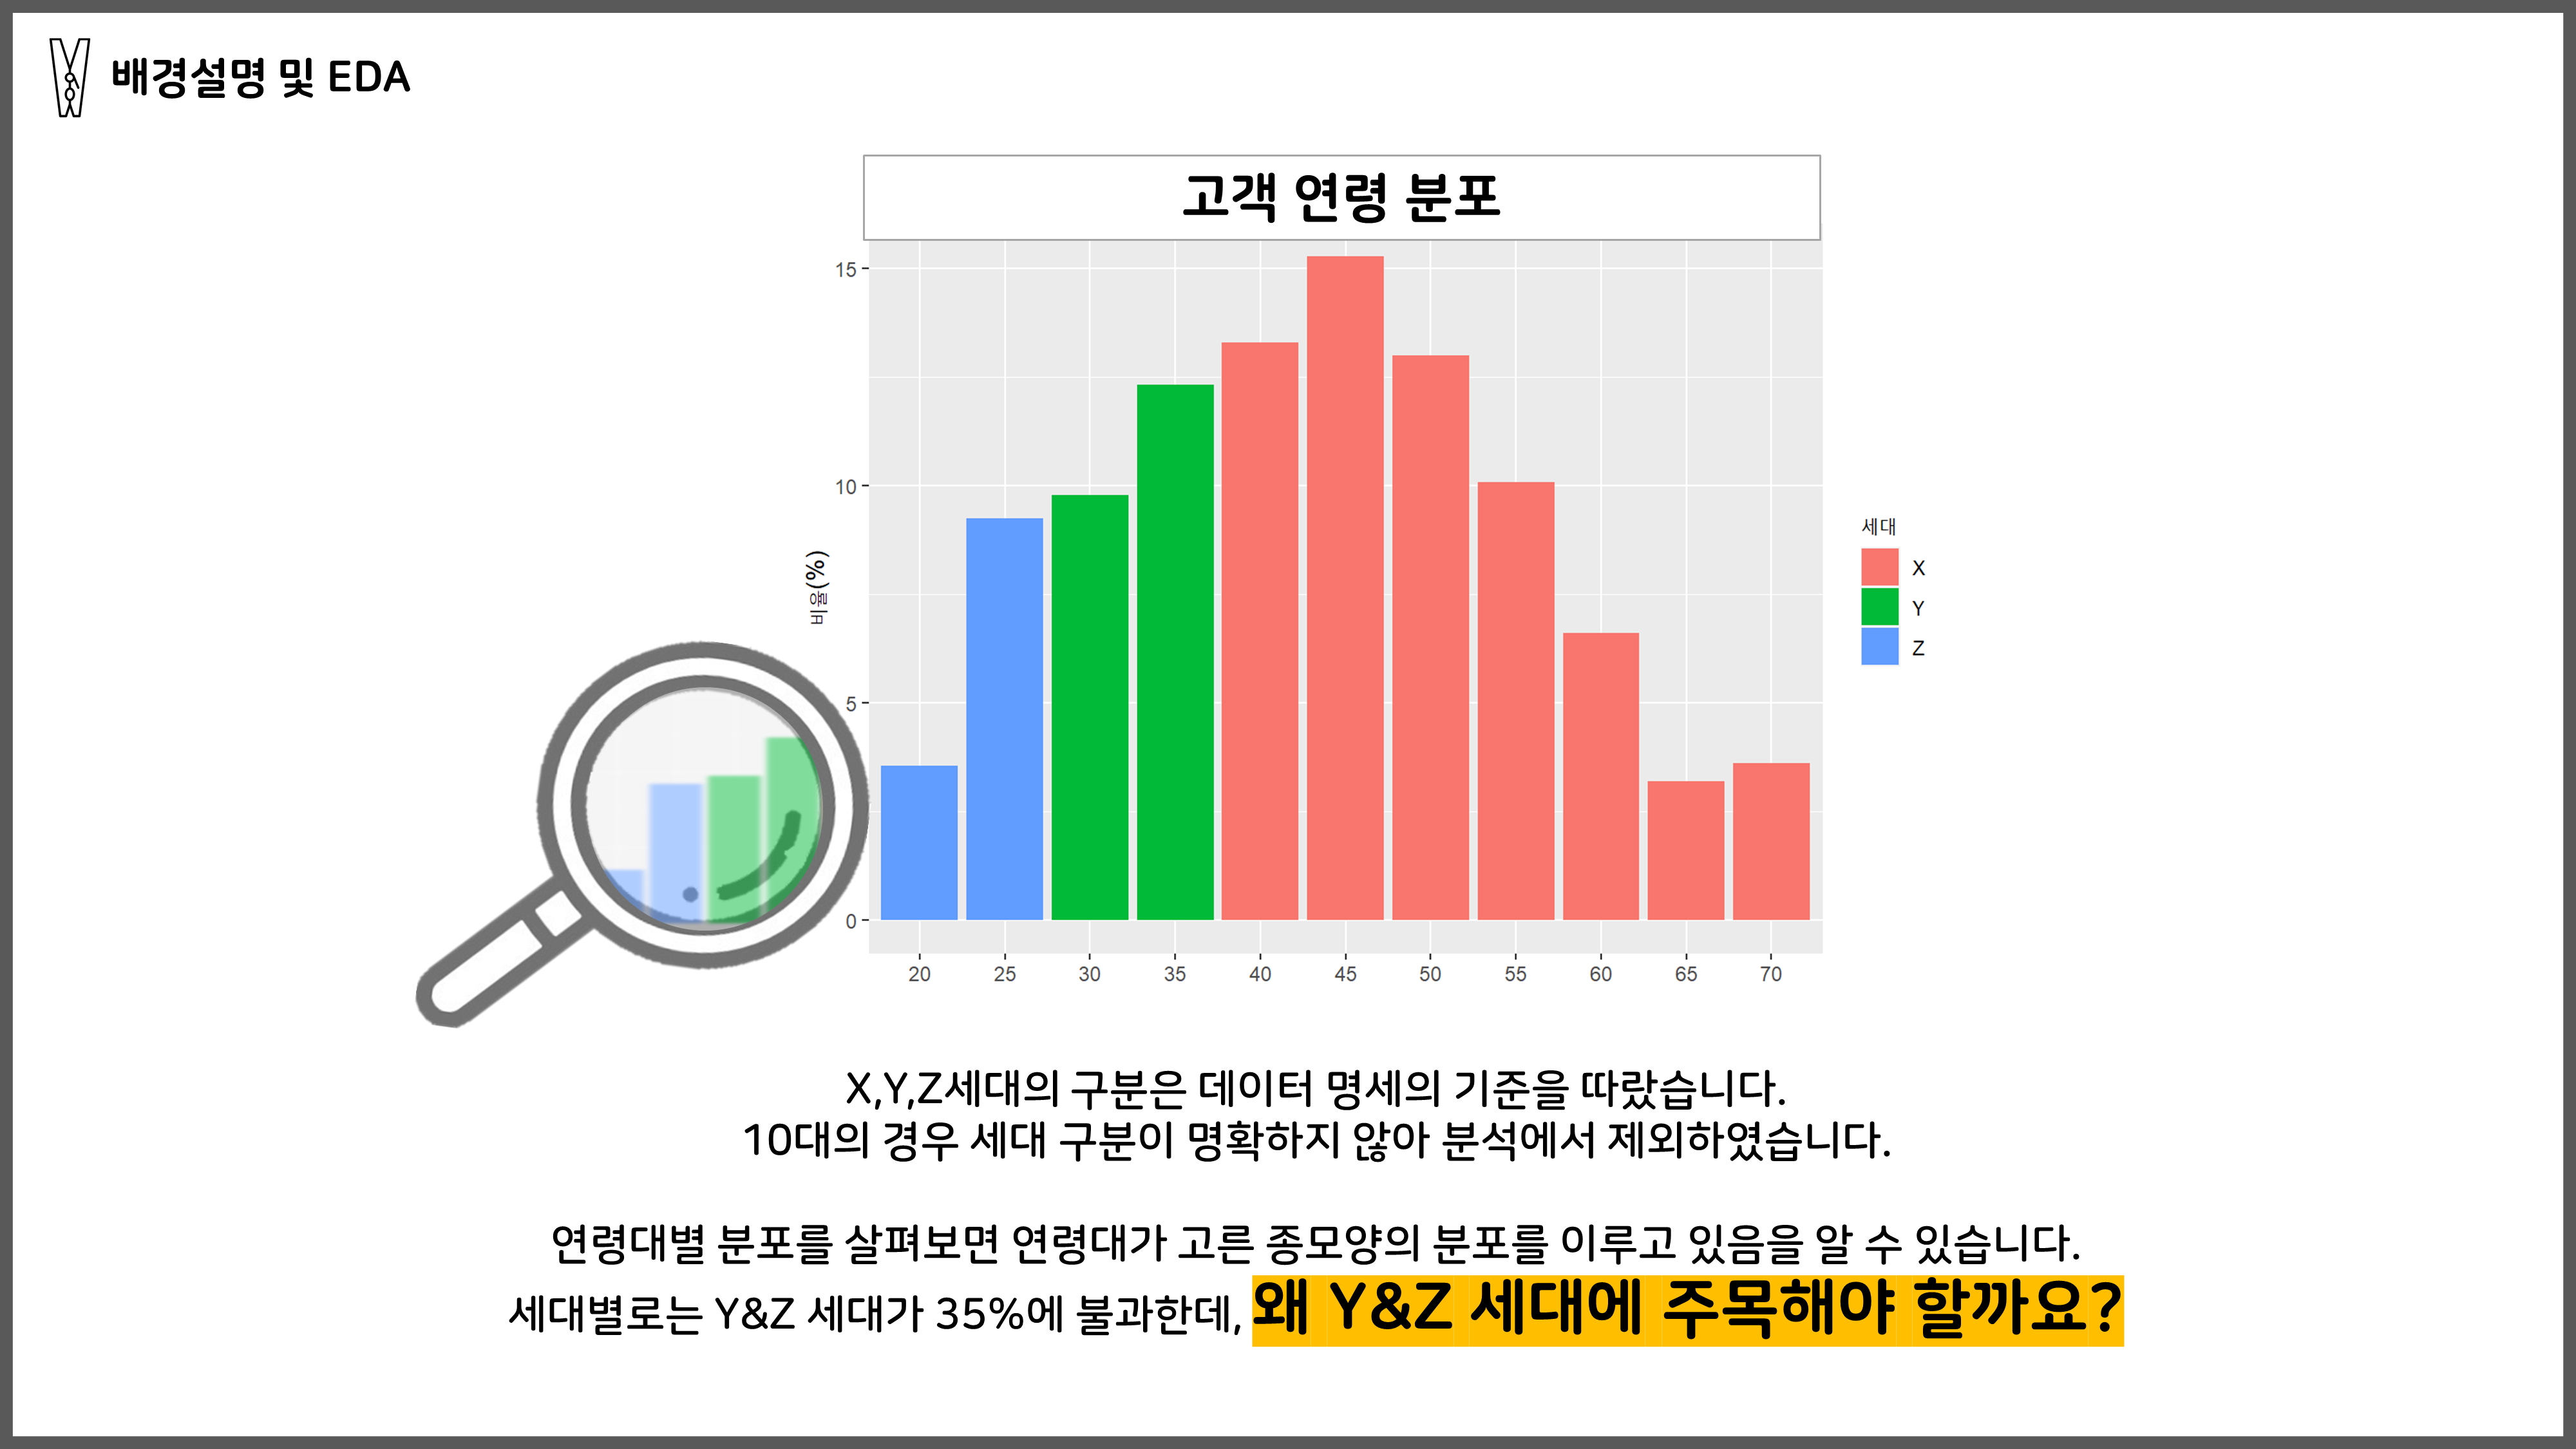 배경설명 및 EDA
고객 연령 분포
15
10
5
0
비율(%)
20 25 30 35 40 45 50 55 60 65 70
세대
X
Y
Z
X,Y,Z세대의 구분은 데이터 명세의 기준을 따랐습니다.
10대의 경우 세대 구분이 명확하지 않아 분석에서 제외하였습니다.
연령대별 분포를 살펴보면 연령대가 고른 종모양의 분포를 이루고 있음을 알 수 있습니다.
세대별로는 Y&Z 세대가 35%에 불과한데, 왜 Y&Z 세대에 주목해야 할까요?